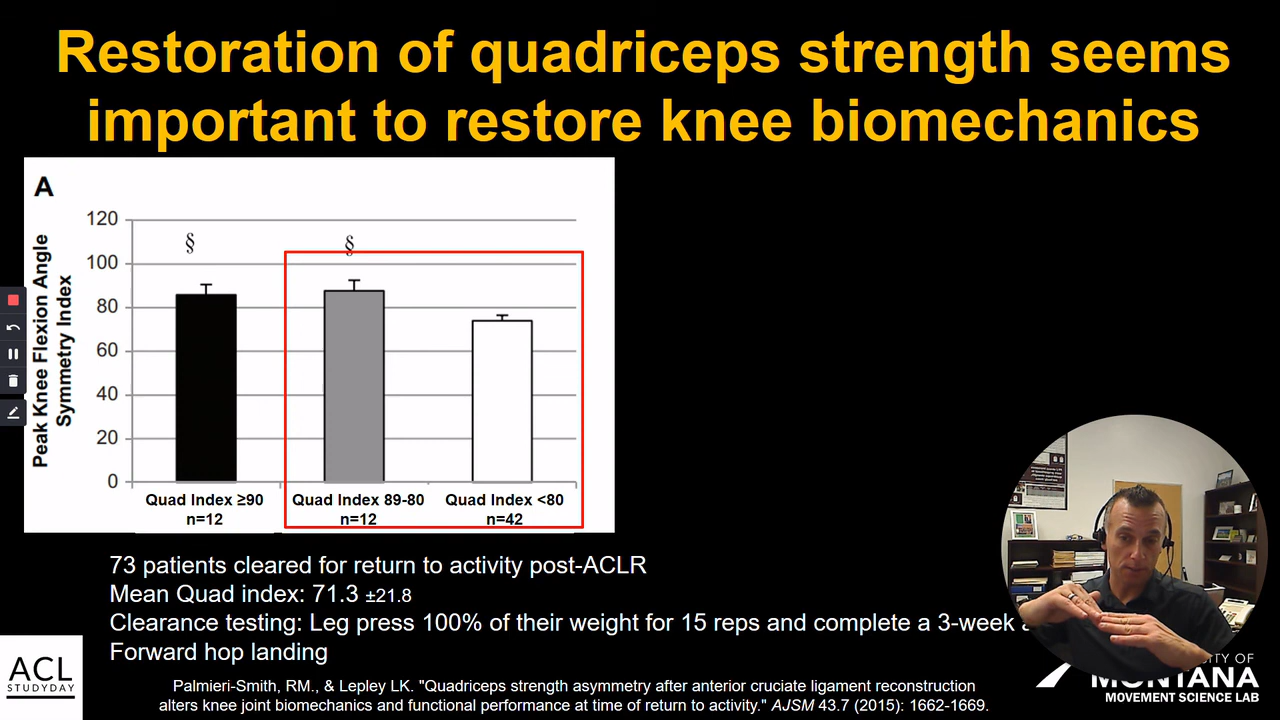 Restoration of quadriceps strength seems
important to restore knee biomechanics
A
Peak Knee Flexion Angle
Symmetry Index
120
100
80
60
40
20
0
§
§
Quad Index ≥90
n=12
Quad Index 89-80
n=12
Quad Index <80
n=42
73 patients cleared for return to activity post-ACLR
Mean Quad index: 71.3 ±21.8
Clearance testing: Leg press 100% of their weight for 15 reps and complete a 3-week
Forward hop landing
Palmieri-Smith, RM., & Lepley LK. "Quadriceps strength asymmetry after anterior cruciate ligament reconstruction
alters knee joint biomechanics and functional performance at time of return to activity." AJSM 43.7 (2015): 1662-1669.
ACL
STUDYDAY
OF
MONTANA
MOVEMENT SCIENCE LAB